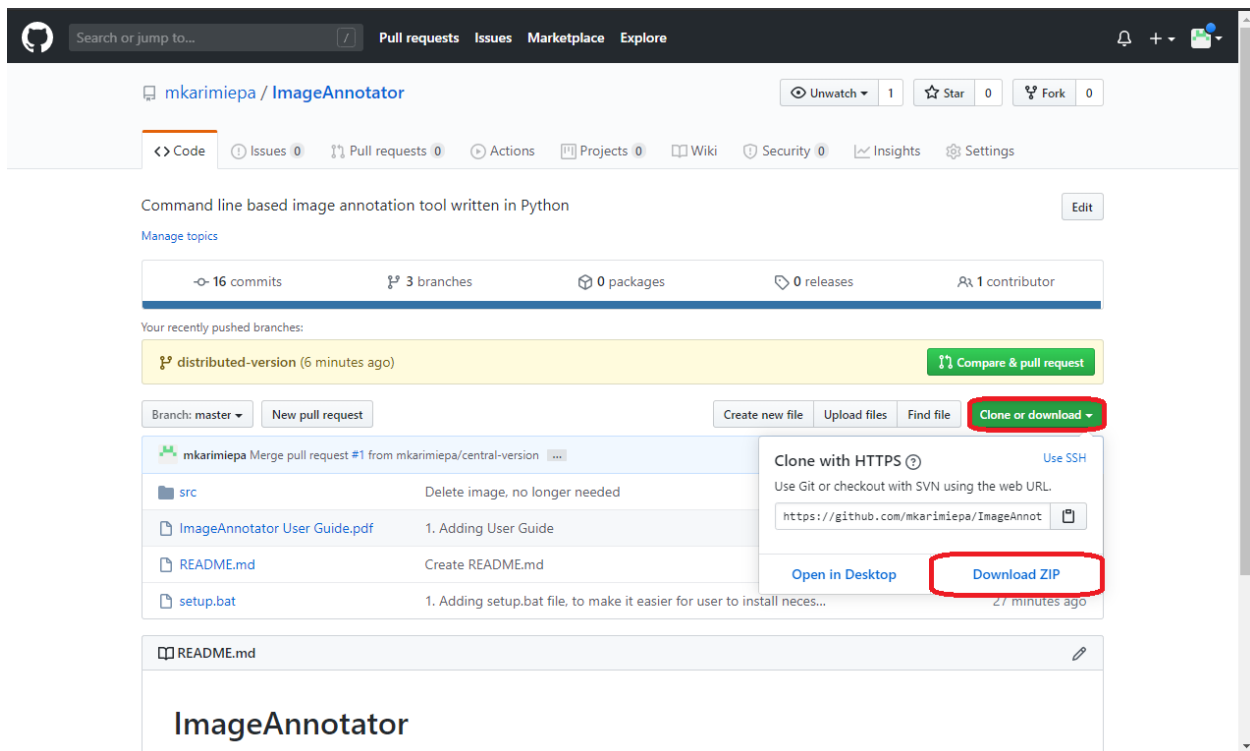 Search or jump to... / Pull requests Issues Marketplace Explore
mkarimiepa / ImageAnnotator Unwatch 1 Star 0 Fork 0
Code Issues 0 Pull requests 0 Actions Projects 0 Wiki Security 0 Insights Settings
Command line based image annotation tool written in Python Edit
Manage topics
16 commits 3 branches 0 packages 0 releases 1 contributor
Your recently pushed branches:
distributed-version (6 minutes ago) Compare & pull request
Branch: master New pull request Create new file Upload files Find file Clone or download
mkarimiepa Merge pull request #1 from mkarimiepa/central-version ...
Clone with HTTPS ? Use SSH
Use Git or checkout with SVN using the web URL.
https://github.com/mkarimiepa/ImageAnnot
Open in Desktop Download ZIP
src Delete image, no longer needed
ImageAnnotator User Guide.pdf 1. Adding User Guide
README.md Create README.md
setup.bat 1. Adding setup.bat file, to make it easier for user to install neces... 27 minutes ago
README.md
ImageAnnotator